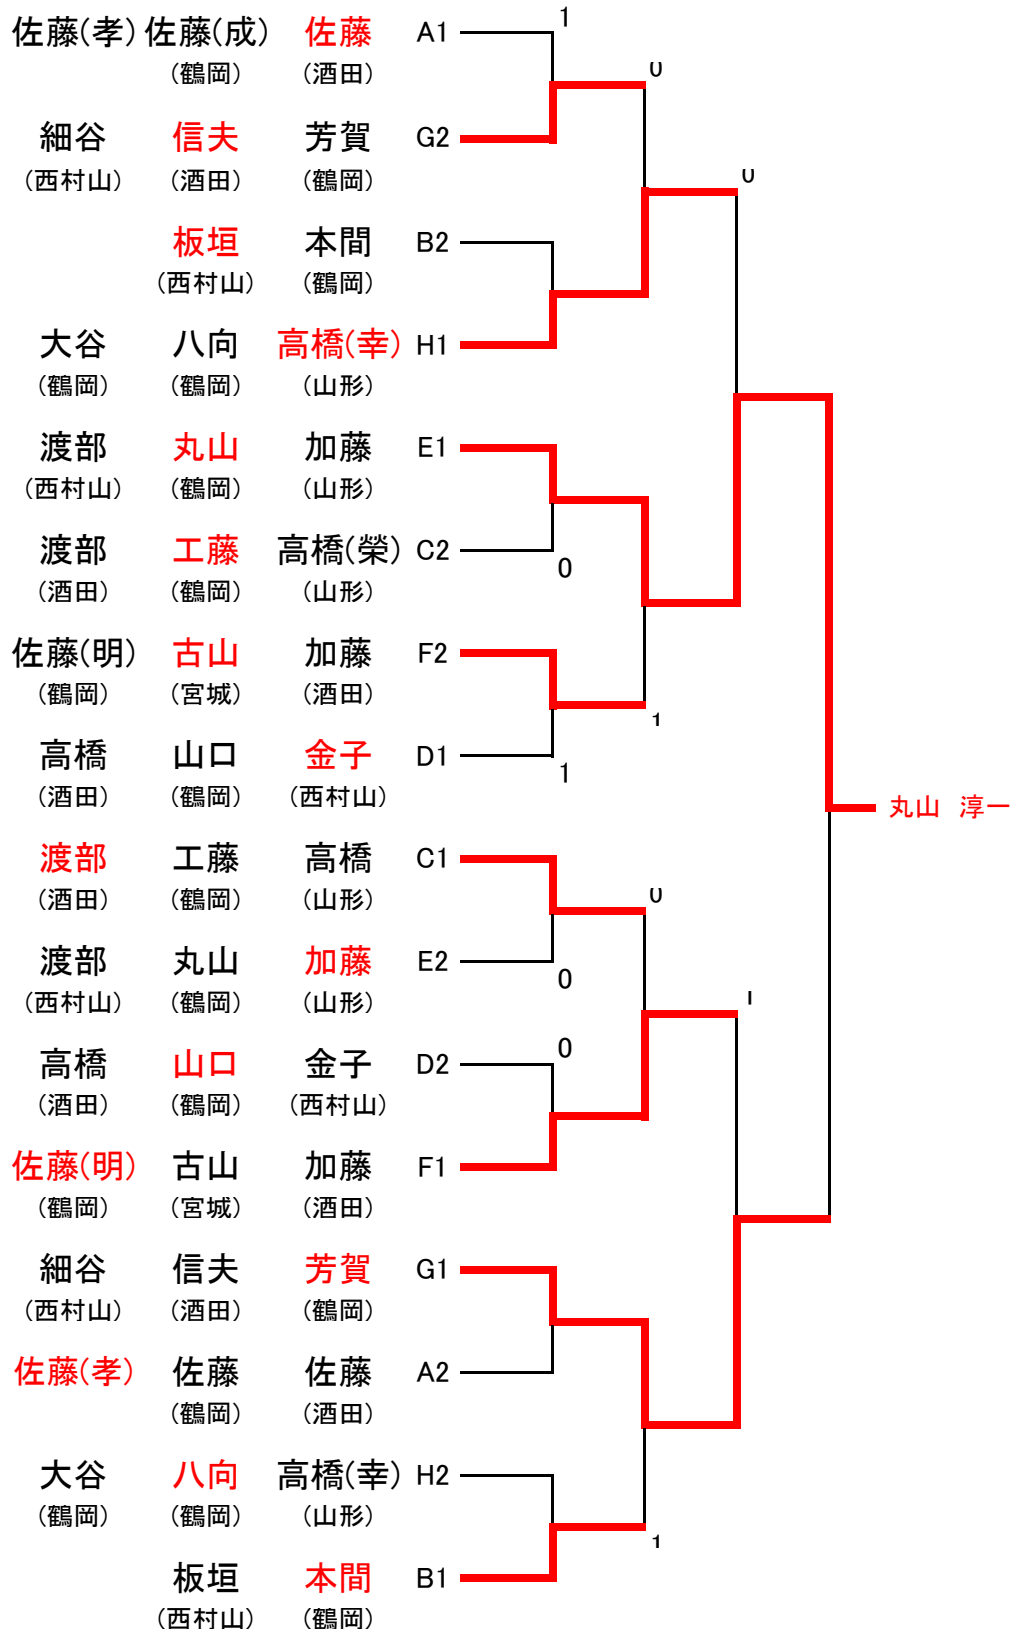 1
佐藤(孝) 佐藤(成) 佐藤 A1
(鶴岡) (酒田)
0
細谷 信夫 芳賀 G2
(西村山) (酒田) (鶴岡)
0
板垣 本間 B2
(西村山) (鶴岡)
大谷 八向 高橋(幸) H1
(鶴岡) (鶴岡) (山形)
渡部 丸山 加藤 E1
(西村山) (鶴岡) (山形)
渡部 工藤 高橋(榮) C2
0
(酒田) (鶴岡) (山形)
佐藤(明) 古山 加藤 F2
(鶴岡) (宮城) (酒田)
1
高橋 山口 金子 D1
1
(酒田) (鶴岡) (西村山)
丸山 淳一
渡部 工藤 高橋 C1
(酒田) (鶴岡) (山形)
0
渡部 丸山 加藤 E2
0
(西村山) (鶴岡) (山形)
1
0
高橋 山口 金子 D2
(酒田) (鶴岡) (西村山)
佐藤(明) 古山 加藤 F1
(鶴岡) (宮城) (酒田)
細谷 信夫 芳賀 G1
(西村山) (酒田) (鶴岡)
佐藤(孝) 佐藤 佐藤 A2
(鶴岡) (酒田)
大谷 八向 高橋(幸) H2
(鶴岡) (鶴岡) (山形)
1
板垣 本間 B1
(西村山) (鶴岡)